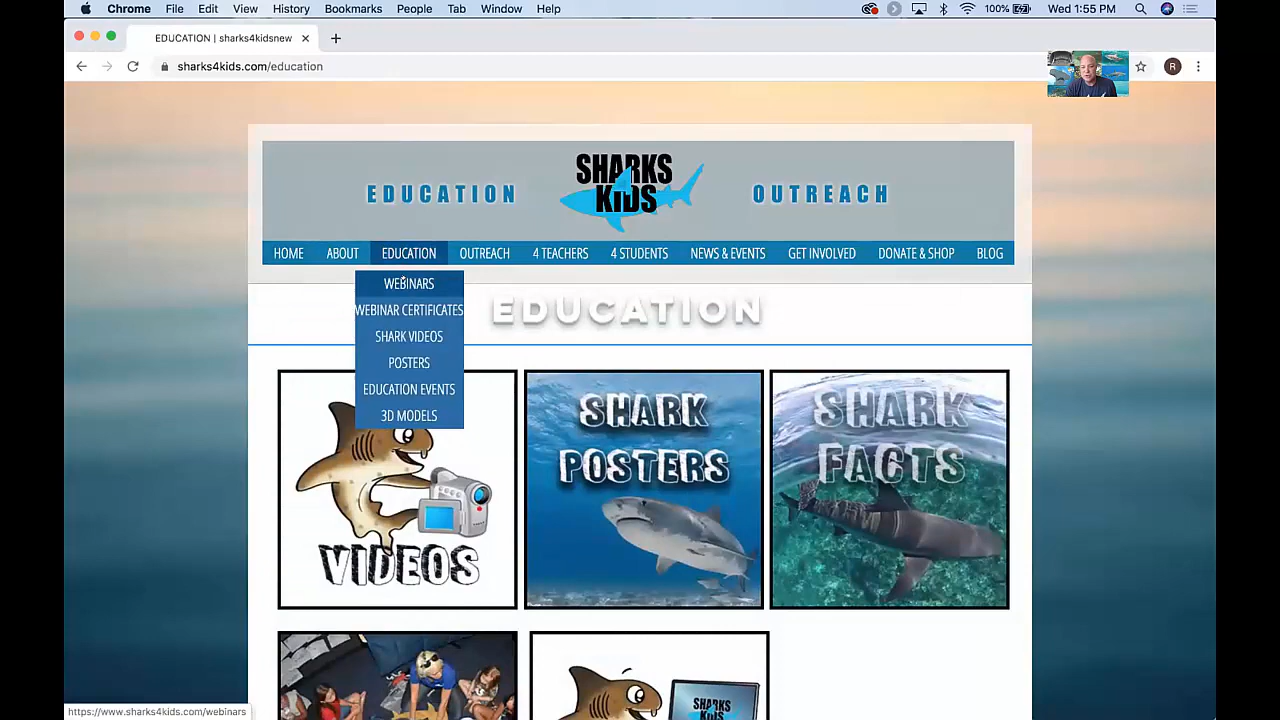 Chrome File Edit View History Bookmarks People Tab Window Help 100% Wed 1:55 PM
EDUCATION | sharks4kidsnew
sharks4kids.com/education R
EDUCATION
SHARKS
4
KIDS
OUTREACH
HOME ABOUT EDUCATION OUTREACH 4 TEACHERS 4 STUDENTS NEWS & EVENTS GET INVOLVED DONATE & SHOP BLOG
WEBINARS
WEBINAR CERTIFICATES
SHARK VIDEOS
POSTERS
EDUCATION EVENTS
3D MODELS
EDUCATION
VIDEOS
SHARK
POSTERS
SHARK
FACTS
SHARKS
KIDS
https://www.sharks4kids.com/webinars